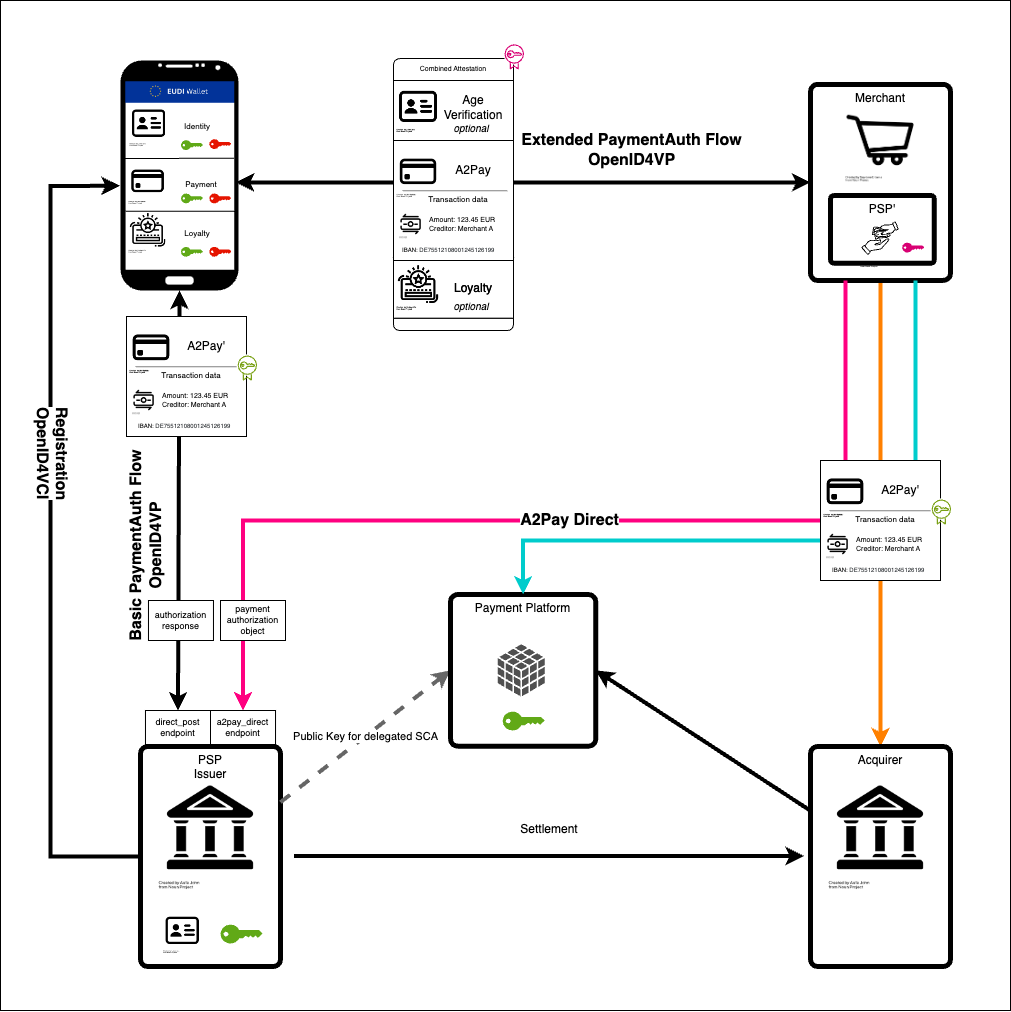 EUDI Wallet
Identity
Payment
Loyalty
Combined Attestation
Age
Verification
optional
A2Pay
Transaction data
Amount: 123.45 EUR
Creditor: Merchant A
IBAN: DE75512108001245126199
Loyalty
optional
Extended PaymentAuth Flow
OpenID4VP
Merchant
PSP'
A2Pay'
Transaction data
Amount: 123.45 EUR
Creditor: Merchant A
IBAN: DE75512108001245126199
Registration
OpenID4VCI
Basic PaymentAuth Flow
OpenID4VP
A2Pay'
Transaction data
Amount: 123.45 EUR
Creditor: Merchant A
IBAN: DE75512108001245126199
A2Pay Direct
authorization
response
payment
authorization
object
Payment Platform
direct_post
endpoint
a2pay_direct
endpoint
Public Key for delegated SCA
PSP
Issuer
Created by Auto Jones
from Noun Project
Settlement
Acquirer
Created by Auto Jones
from Noun Project